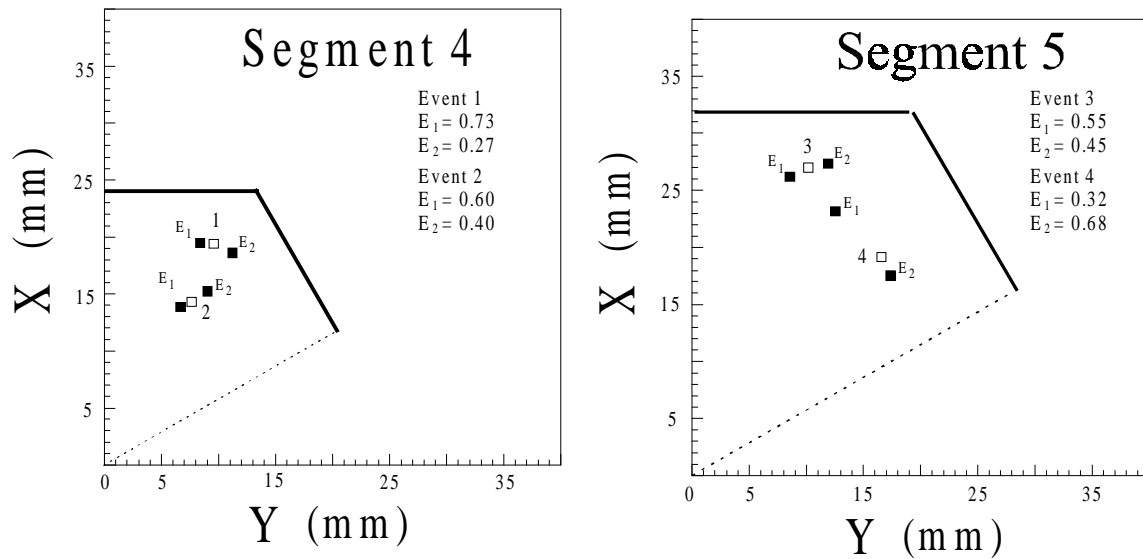 Segment 4
Event 1
E₁= 0.73
E₂= 0.27
Event 2
E₁= 0.60
E₂= 0.40
35
25
15
5
X (mm)
E₁
1
E₂
E₁
E₂
2
0
5
15
25
35
Y (mm)
Segment 5
Event 3
E₁= 0.55
E₂= 0.45
Event 4
E₁= 0.32
E₂= 0.68
35
25
15
5
X (mm)
3
E₁
E₂
E₁
4
E₂
0
5
15
25
35
Y (mm)